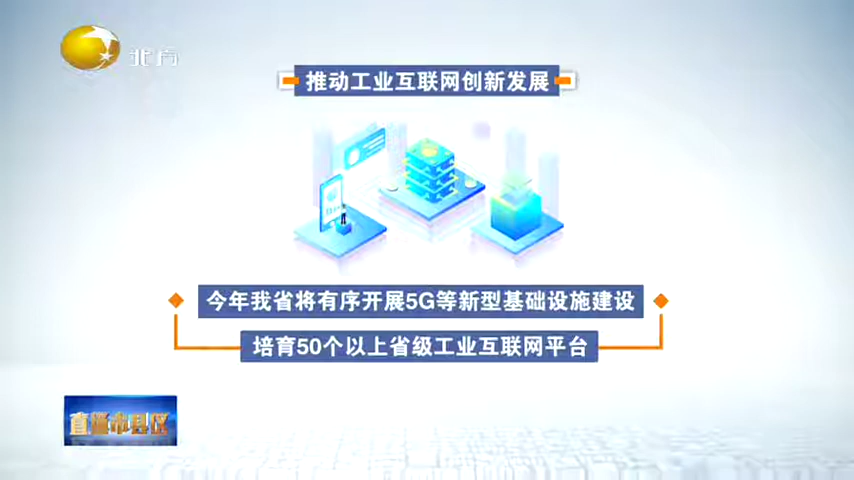 北方
推动工业互联网创新发展
今年我省将有序开展5G等新型基础设施建设
培育50个以上省级工业互联网平台
直播市县区